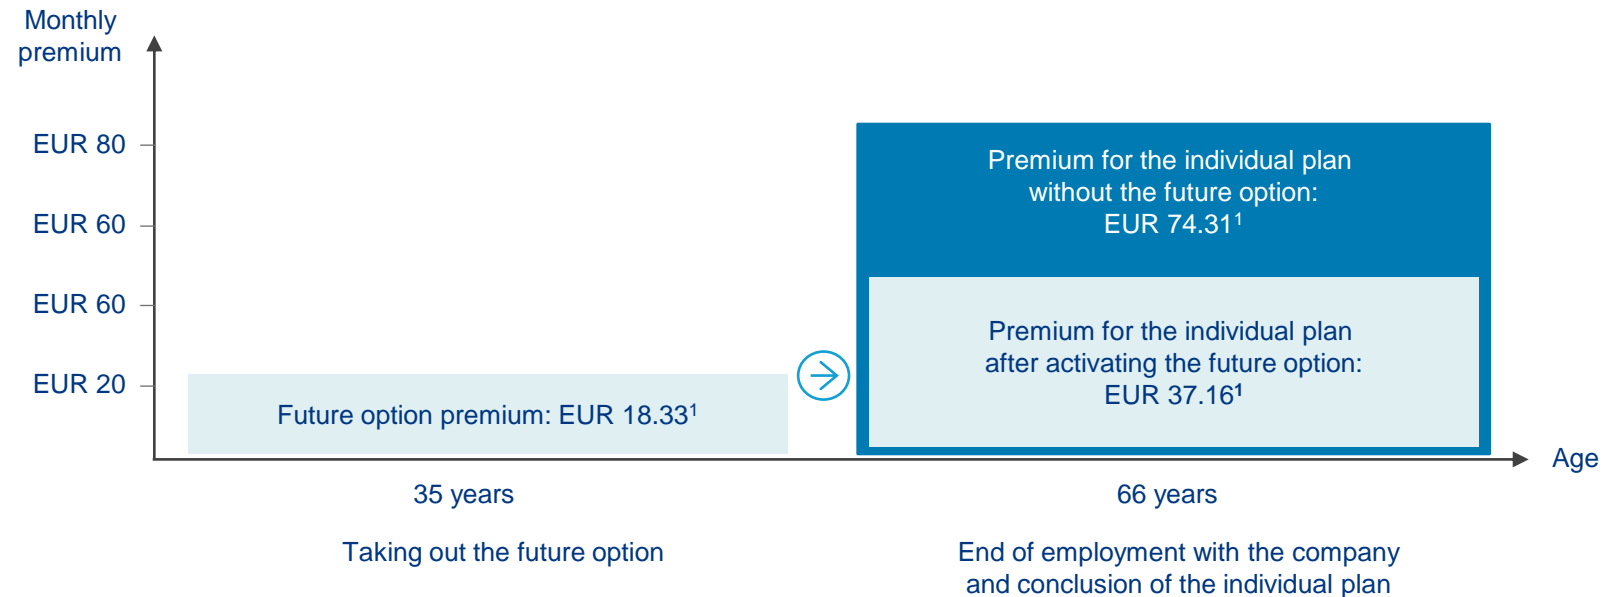 Monthly
premium
EUR 80
EUR 60
EUR 60
EUR 20
Premium for the individual plan
without the future option:
EUR 74.31¹
Premium for the individual plan
after activating the future option:
EUR 37.16¹
Future option premium: EUR 18.33¹
Age
35 years
66 years
Taking out the future option
End of employment with the company
and conclusion of the individual plan